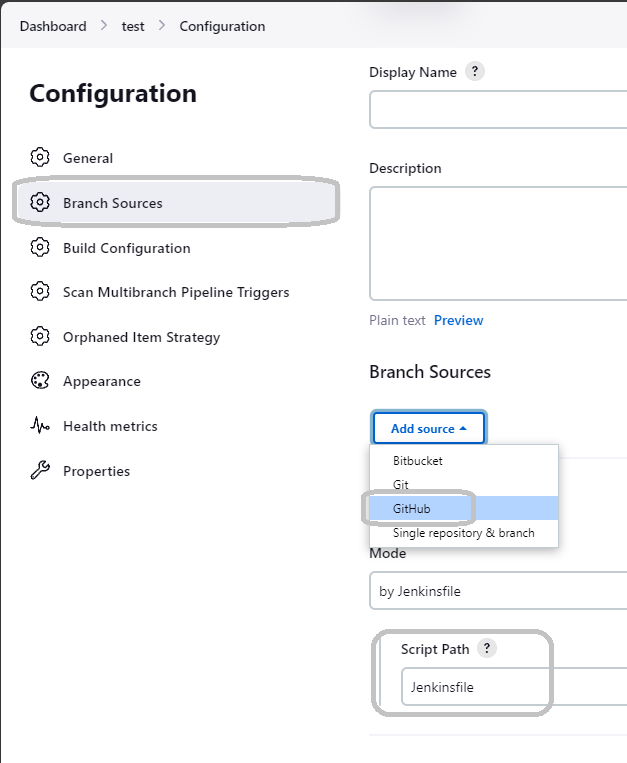 Dashboard > test > Configuration
Configuration
General
Branch Sources
Build Configuration
Scan Multibranch Pipeline Triggers
Orphaned Item Strategy
Appearance
Health metrics
Properties
Display Name ?
Description
Plain text Preview
Branch Sources
Add source
Bitbucket
Git
GitHub
Single repository & branch
Mode
by Jenkinsfile
Script Path ?
Jenkinsfile